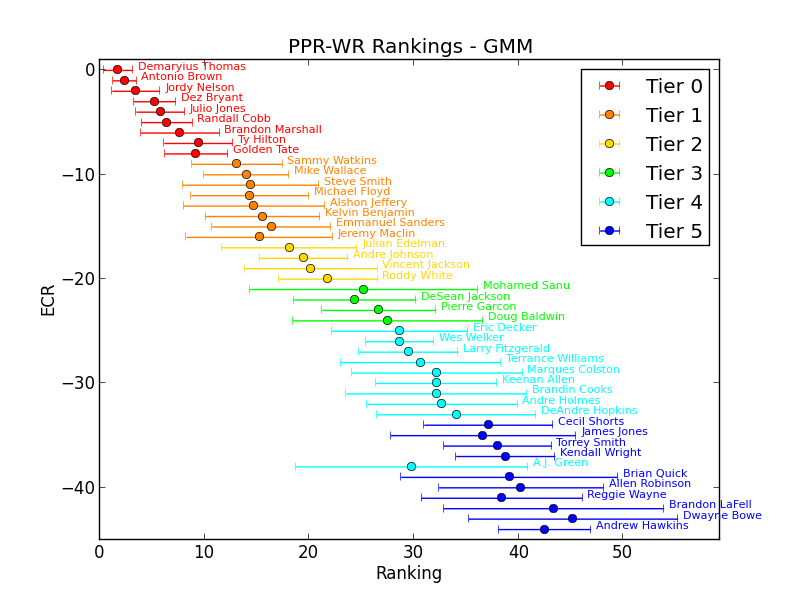 PPR-WR Rankings - GMM
Demaryius Thomas
Antonio Brown
Jordy Nelson
Dez Bryant
Julio Jones
Randall Cobb
Brandon Marshall
Ty Hilton
Golden Tate
Sammy Watkins
Mike Wallace
Steve Smith
Michael Floyd
Alshon Jeffery
Kelvin Benjamin
Emmanuel Sanders
Jeremy Maclin
Julian Edelman
Andre Johnson
Vincent Jackson
Roddy White
Mohamed Sanu
DeSean Jackson
Pierre Garcon
Doug Baldwin
Eric Decker
Wes Welker
Larry Fitzgerald
Terrance Williams
Marques Colston
Keenan Allen
Brandin Cooks
Andre Holmes
DeAndre Hopkins
Cecil Shorts
James Jones
Torrey Smith
Kendall Wright
A.J. Green
Brian Quick
Allen Robinson
Reggie Wayne
Brandon LaFell
Dwayne Bowe
Andrew Hawkins
Tier 0
Tier 1
Tier 2
Tier 3
Tier 4
Tier 5
0
−10
−20
−30
−40
ECR
0 10 20 30 40 50
Ranking